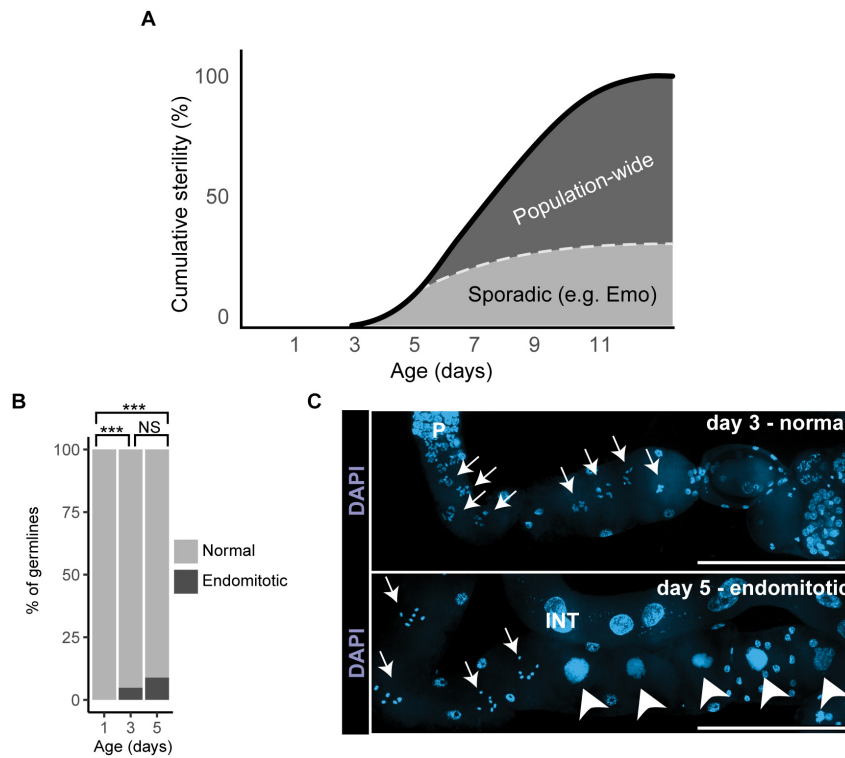 A
Cumulative sterility (%)
100
50
0
Population-wide
Sporadic (e.g. Emo)
1 3 5 7 9 11
Age (days)
B
***
*** NS
% of germlines
100
75
50
25
0
Normal
Endomitotic
1 3 5
Age (days)
C
DAPI
P
day 3 - normal
DAPI
INT
day 5 - endomitotic